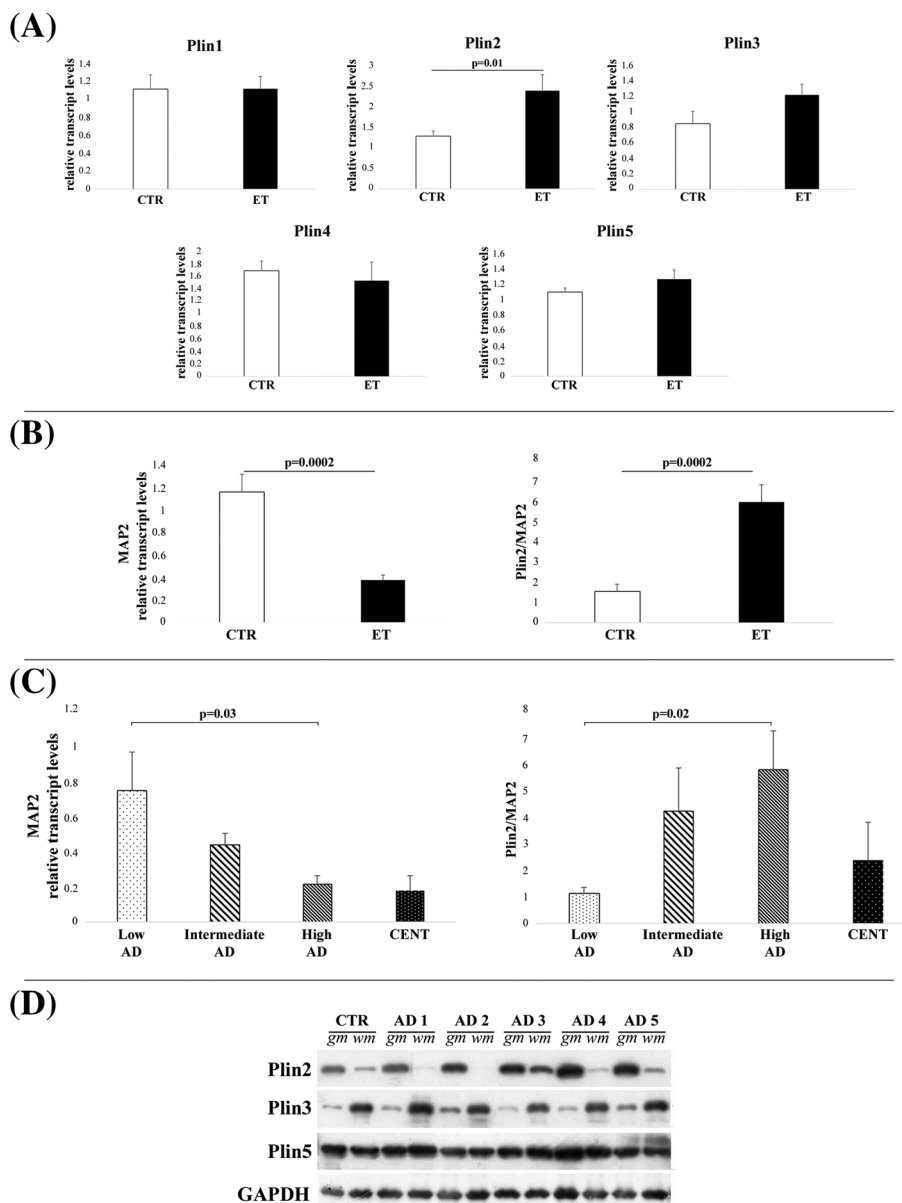 (A)
Plin1
relative transcript levels
1.4
1.2
1
0.8
0.6
0.4
0.2
0
CTR ET
Plin2
p=0.01
relative transcript levels
3
2.5
2
1.5
1
0.5
0
CTR ET
Plin3
relative transcript levels
1.6
1.4
1.2
1
0.8
0.6
0.4
0.2
0
CTR ET
Plin4
relative transcript levels
2
1.8
1.6
1.4
1.2
1
0.8
0.6
0.4
0.2
0
CTR ET
Plin5
relative transcript levels
1.6
1.4
1.2
1
0.8
0.6
0.4
0.2
0
CTR ET
(B)
MAP2
relative transcript levels
p=0.0002
1.4
1.2
1
0.8
0.6
0.4
0.2
0
CTR ET
Plin2/MAP2
p=0.0002
8
7
6
5
4
3
2
1
0
CTR ET
(C)
MAP2
relative transcript levels
p=0.03
1.2
1
0.8
0.6
0.4
0.2
0
Low Intermediate High CENT
AD AD AD
Plin2/MAP2
p=0.02
8
7
6
5
4
3
2
1
0
Low Intermediate High CENT
AD AD AD
(D)
CTR AD 1 AD 2 AD 3 AD 4 AD 5
gm wm gm wm gm wm gm wm gm wm gm wm
Plin2
Plin3
Plin5
GAPDH